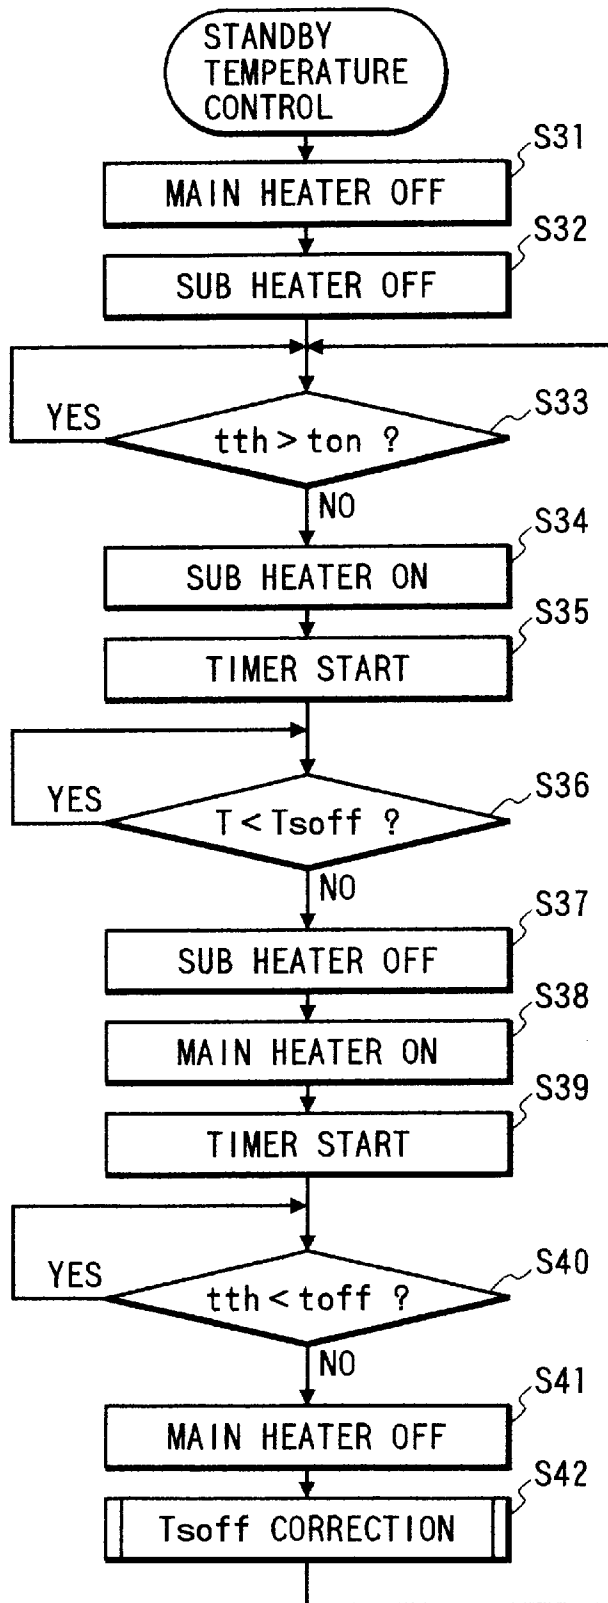 STANDBY
TEMPERATURE
CONTROL
S31
MAIN HEATER OFF
S32
SUB HEATER OFF
S33
YES
tth > ton ?
NO
S34
SUB HEATER ON
S35
TIMER START
S36
YES
T < Tsoff ?
NO
S37
SUB HEATER OFF
S38
MAIN HEATER ON
S39
TIMER START
S40
YES
tth < toff ?
NO
S41
MAIN HEATER OFF
S42
Tsoff CORRECTION